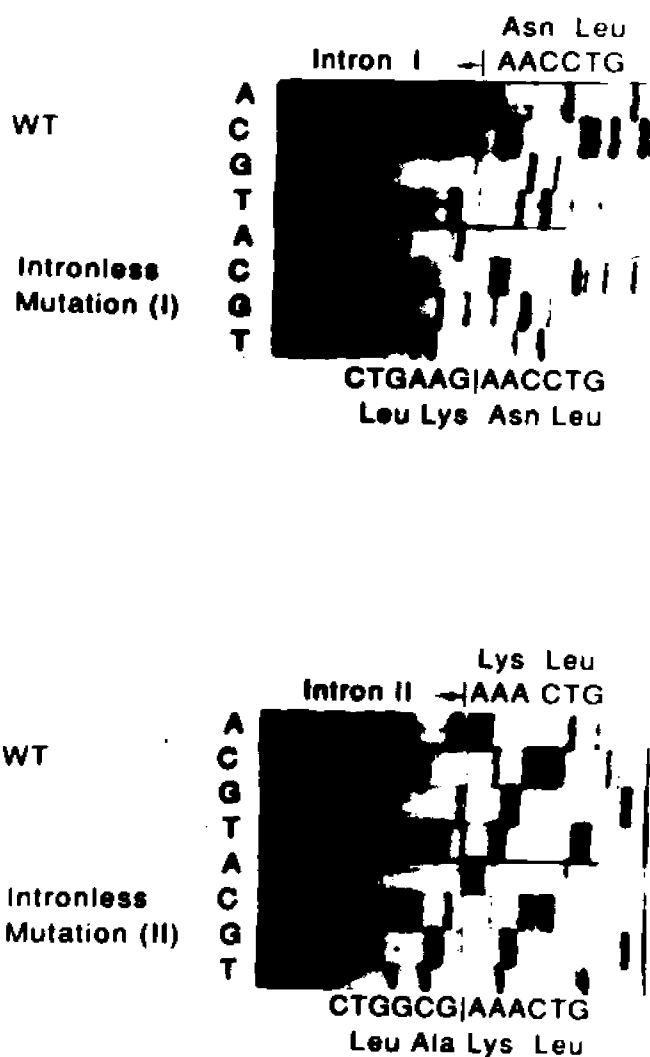 Asn Leu
Intron I ←| AACCTG
A
WT
C
G
T
A
Intronless
C
Mutation (I)
G
T
CTGAAG|AACCTG
Leu Lys Asn Leu
Lys Leu
Intron II ←|AAA CTG
A
WT
C
G
T
A
Intronless
C
Mutation (II)
G
T
CTGGCG|AAACTG
Leu Ala Lys Leu